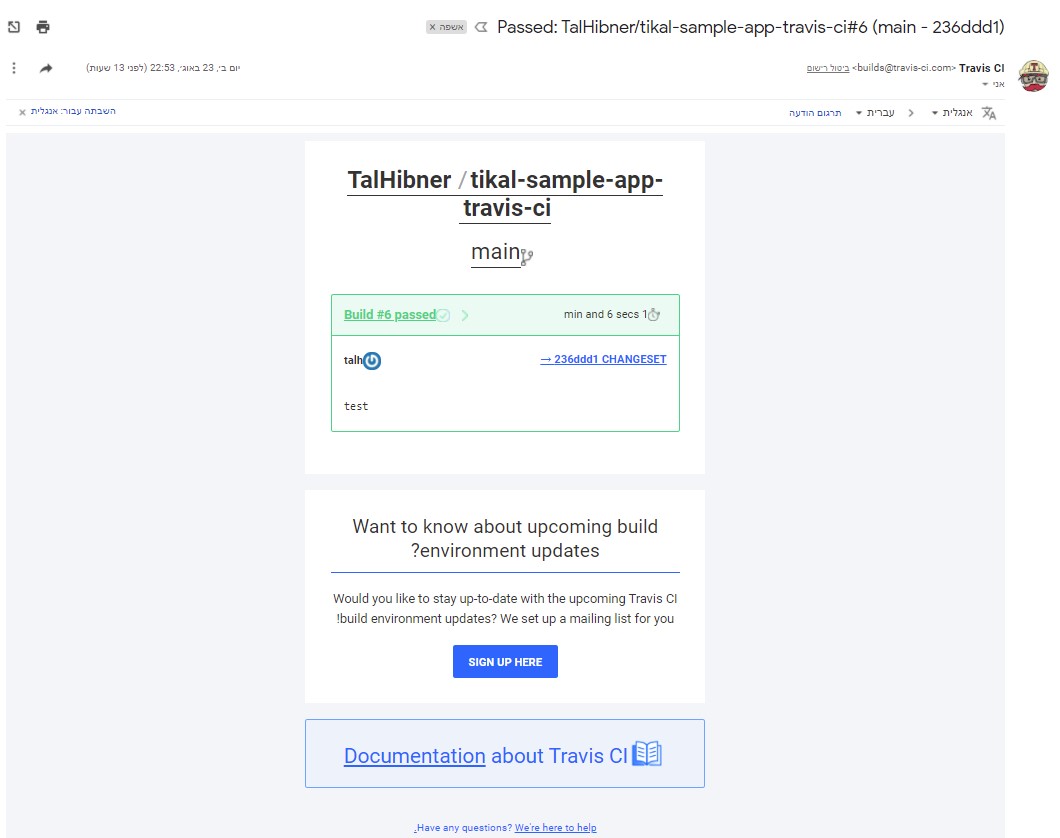 Passed: TalHibner/tikal-sample-app-travis-ci#6 (main - 236ddd1) אשפה ×
Travis CI <builds@travis-ci.com> ביטול רישום
יום ב׳, 23 באוג׳, 22:53 (לפני 13 שעות)
אני
אנגלית > עברית תרגום הודעה
השבתה עבור: אנגלית ×
TalHibner / tikal-sample-app-
travis-ci
main
Build #6 passed
min and 6 secs 1
talh
→ 236ddd1 CHANGESET
test
Want to know about upcoming build
?environment updates
Would you like to stay up-to-date with the upcoming Travis CI
!build environment updates? We set up a mailing list for you
SIGN UP HERE
Documentation about Travis CI
.Have any questions? We're here to help